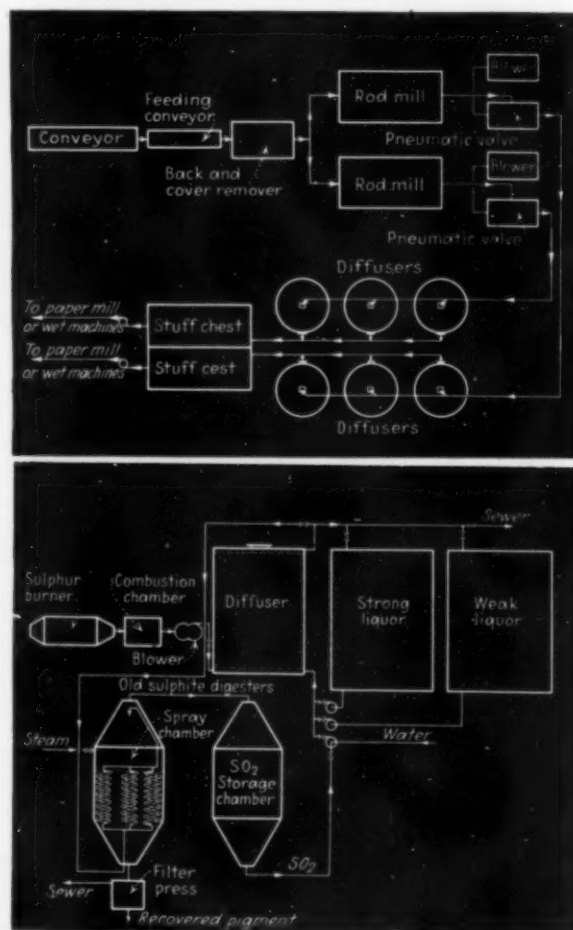 Blower
Rod mill
Feeding
conveyor
Conveyor
Pneumatic valve
Back and
cover remover
Blower
Rod mill
Pneumatic valve
Diffusers
To paper mill
or wet machines
Stuff chest
To paper mill
or wet machines
Stuff cest
Diffusers
Sewer
Sulphur
burner
Combustion
chamber
Diffuser
Strong
liquor
Weak
liquor
Blower
Old sulphite digesters
Spray
chamber
Steam
Water
SO2
Storage
chamber
SO2
Filter
press
Sewer
Recovered pigment